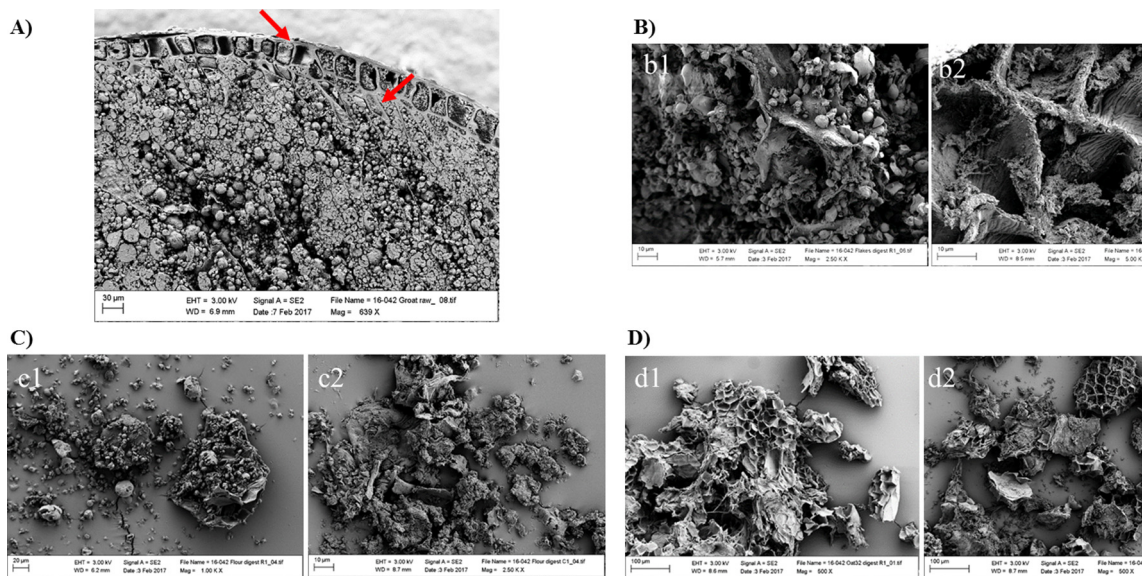 A)
30 µm
EHT = 3.00 kV Signal A = SE2 File Name = 16-042 Groat raw_ 08.tif
WD = 6.9 mm Date :7 Feb 2017 Mag = 639 X
B)
b1
10 µm
EHT = 3.00 kV Signal A = SE2 File Name = 16-042 Flakes digest R1_06.tif
WD = 5.7 mm Date :3 Feb 2017 Mag = 2.50 K X
b2
10 µm
EHT = 3.00 kV Signal A = SE2 File Name = 16-
WD = 8.5 mm Date :3 Feb 2017 Mag = 5.00 K
C)
c1
20 µm
EHT = 3.00 kV Signal A = SE2 File Name = 16-042 Flour digest R1_04.tif
WD = 6.2 mm Date :3 Feb 2017 Mag = 1.00 K X
c2
10 µm
EHT = 3.00 kV Signal A = SE2 File Name = 16-042 Flour digest C1_04.tif
WD = 8.7 mm Date :3 Feb 2017 Mag = 2.50 K X
D)
d1
100 µm
EHT = 3.00 kV Signal A = SE2 File Name = 16-042 Oat32 digest R1_01.tif
WD = 8.6 mm Date :3 Feb 2017 Mag = 500 X
d2
100 µm
EHT = 3.00 kV Signal A = SE2 File Name = 16-042
WD = 8.7 mm Date :3 Feb 2017 Mag = 500 X